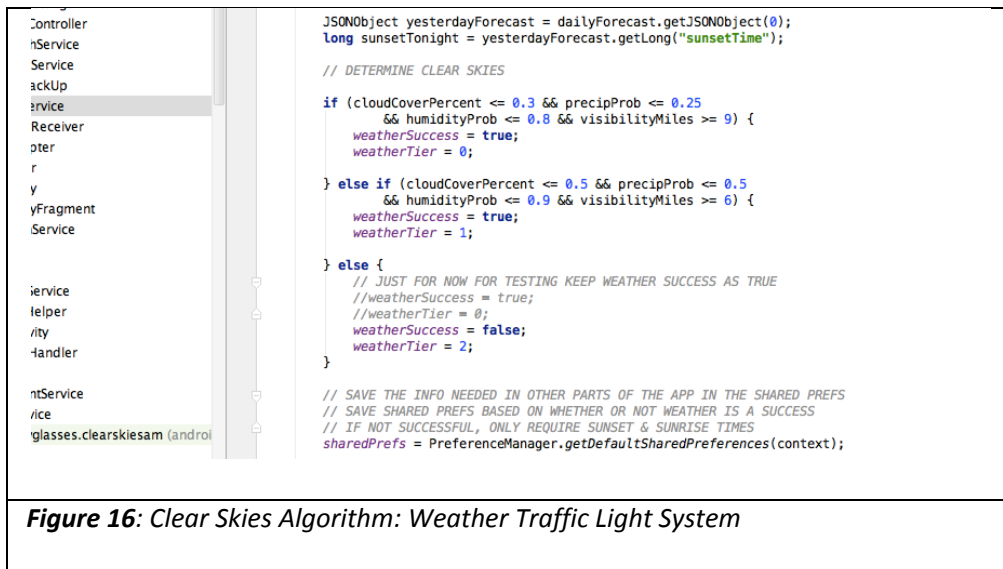 Controller
hService
Service
ackUp
ervice
Receiver
pter
r
y
yFragment
Service
Service
Helper
vity
Handler
ntService
vice
glasses.clearskiesam (androi
JSONObject yesterdayForecast = dailyForecast.getJSONObject(0);
long sunsetTonight = yesterdayForecast.getLong("sunsetTime");
// DETERMINE CLEAR SKIES
if (cloudCoverPercent <= 0.3 && precipProb <= 0.25
&& humidityProb <= 0.8 && visibilityMiles >= 9) {
weatherSuccess = true;
weatherTier = 0;
} else if (cloudCoverPercent <= 0.5 && precipProb <= 0.5
&& humidityProb <= 0.9 && visibilityMiles >= 6) {
weatherSuccess = true;
weatherTier = 1;
} else {
// JUST FOR NOW FOR TESTING KEEP WEATHER SUCCESS AS TRUE
//weatherSuccess = true;
//weatherTier = 0;
weatherSuccess = false;
weatherTier = 2;
}
// SAVE THE INFO NEEDED IN OTHER PARTS OF THE APP IN THE SHARED PREFS
// SAVE SHARED PREFS BASED ON WHETHER OR NOT WEATHER IS A SUCCESS
// IF NOT SUCCESSFUL, ONLY REQUIRE SUNSET & SUNRISE TIMES
sharedPrefs = PreferenceManager.getDefaultSharedPreferences(context);
Figure 16: Clear Skies Algorithm: Weather Traffic Light System